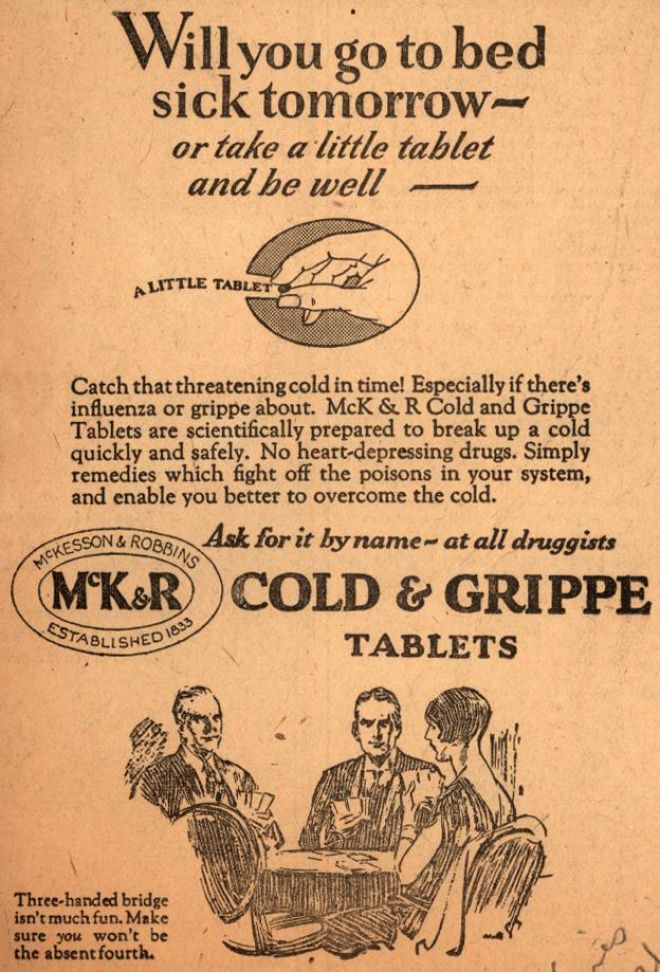 Will you go to bed
sick tomorrow—
or take a little tablet
and be well —
A LITTLE TABLET
Catch that threatening cold in time! Especially if there's
influenza or grippe about. McK & R Cold and Grippe
Tablets are scientifically prepared to break up a cold
quickly and safely. No heart-depressing drugs. Simply
remedies which fight off the poisons in your system,
and enable you better to overcome the cold.
Ask for it by name~ at all druggists
McKESSON & ROBBINS
McK&R
ESTABLISHED 1833
COLD & GRIPPE
TABLETS
Three-handed bridge
isn't much fun. Make
sure you won't be
the absent fourth.